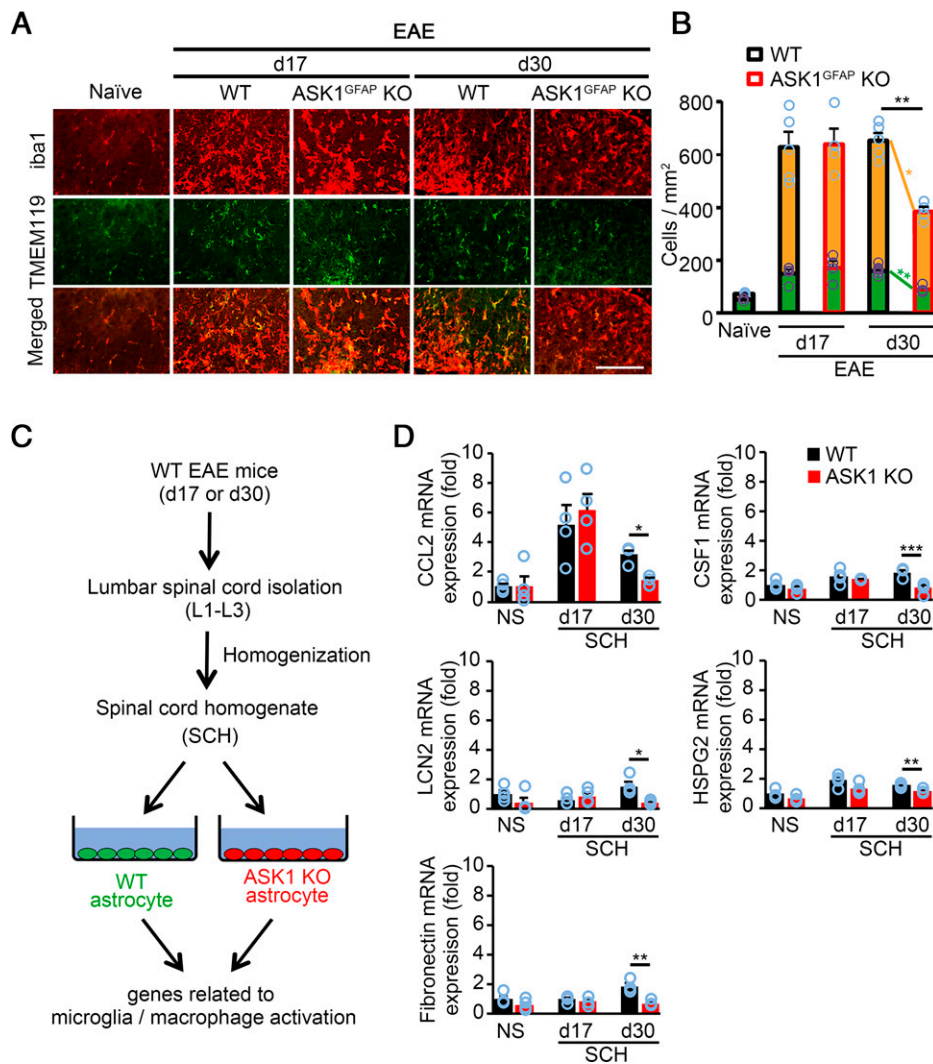 A
EAE
d17
d30
Naïve
WT
ASK1GFAP KO
WT
ASK1GFAP KO
iba1
TMEM119
Merged
B
WT
ASK1GFAP KO
Cells / mm2
800
600
400
200
0
**
*
**
Naïve
d17
d30
EAE
C
WT EAE mice
(d17 or d30)
Lumbar spinal cord isolation
(L1-L3)
Homogenization
Spinal cord homogenate
(SCH)
WT
astrocyte
ASK1 KO
astrocyte
genes related to
microglia / macrophage activation
D
WT
ASK1 KO
CCL2 mRNA
expression (fold)
10
8
6
4
2
0
*
NS
d17
d30
SCH
CSF1 mRNA
expresison (fold)
10
8
6
4
2
0
***
NS
d17
d30
SCH
LCN2 mRNA
expresison (fold)
10
8
6
4
2
0
*
NS
d17
d30
SCH
HSPG2 mRNA
expresison (fold)
10
8
6
4
2
0
**
NS
d17
d30
SCH
Fibronectin mRNA
expresison (fold)
10
8
6
4
2
0
**
NS
d17
d30
SCH